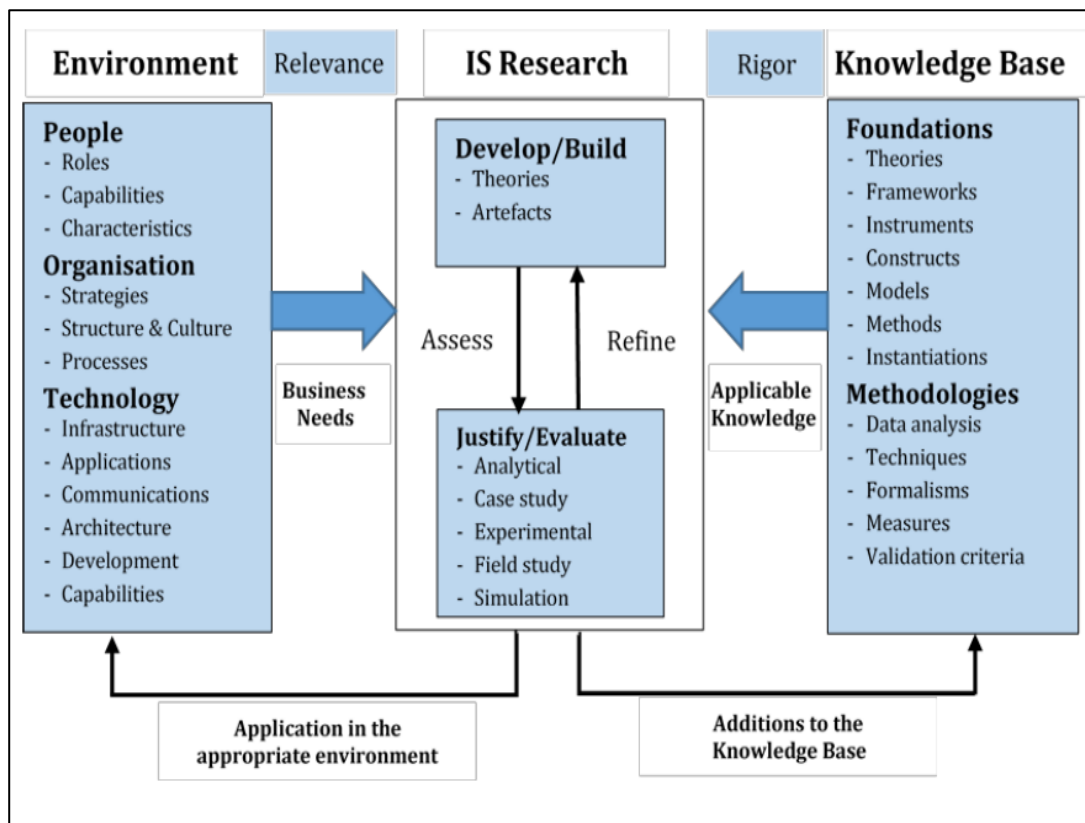 Environment
Relevance
IS Research
Rigor
Knowledge Base
People
- Roles
- Capabilities
- Characteristics
Organisation
- Strategies
- Structure & Culture
- Processes
Technology
- Infrastructure
- Applications
- Communications
- Architecture
- Development
- Capabilities
Business
Needs
Develop/Build
- Theories
- Artefacts
Assess
Refine
Justify/Evaluate
- Analytical
- Case study
- Experimental
- Field study
- Simulation
Applicable
Knowledge
Foundations
- Theories
- Frameworks
- Instruments
- Constructs
- Models
- Methods
- Instantiations
Methodologies
- Data analysis
- Techniques
- Formalisms
- Measures
- Validation criteria
Application in the
appropriate environment
Additions to the
Knowledge Base